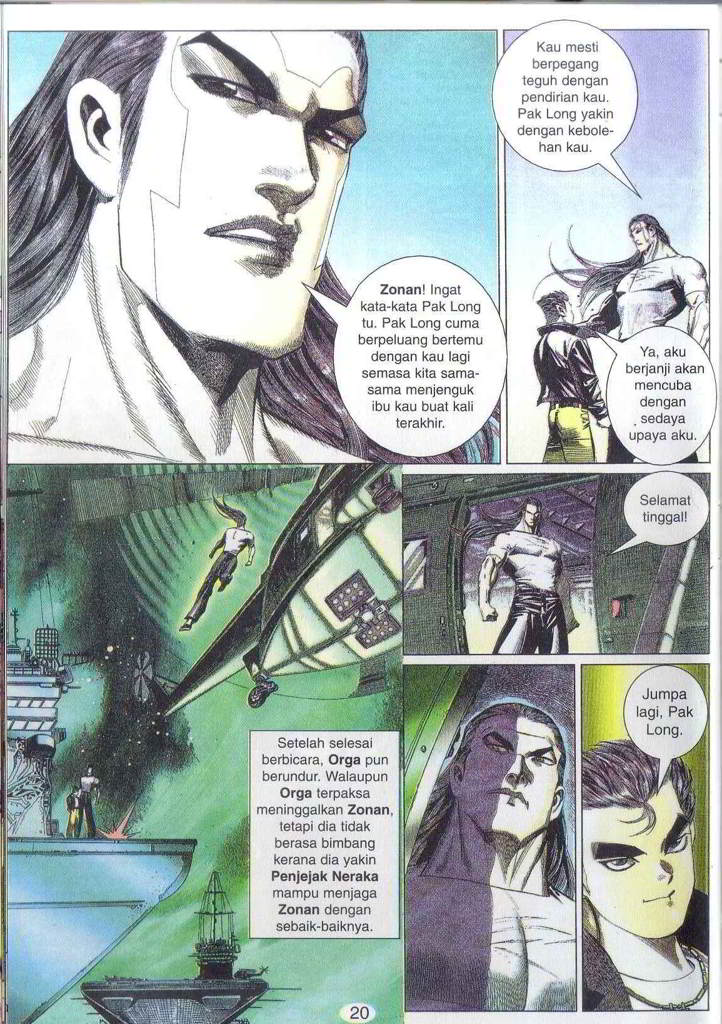 Zonan! Ingat
kata-kata Pak Long
tu. Pak Long cuma
berpeluang bertemu
dengan kau lagi
semasa kita sama-
sama menjenguk
ibu kau buat kali
terakhir.
Kau mesti
berpegang
teguh dengan
pendirian kau.
Pak Long yakin
dengan kebole-
han kau.
Ya, aku
berjanji akan
mencuba
dengan
sedaya
upaya aku.
Setelah selesai
berbicara, Orga pun
berundur. Walaupun
Orga terpaksa
meninggalkan Zonan,
tetapi dia tidak
berasa bimbang
kerana dia yakin
Penjejak Neraka
mampu menjaga
Zonan dengan
sebaik-baiknya.
Selamat
tinggal!
Jumpa
lagi, Pak
Long.
20